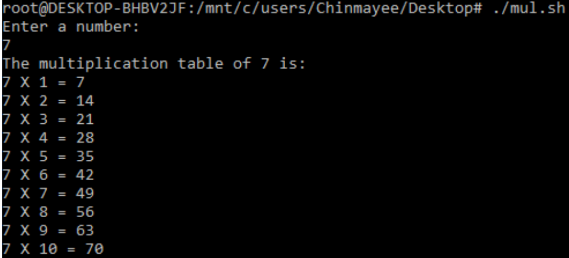 root@DESKTOP-BHBV2JF:/mnt/c/users/Chinmayee/Desktop# ./mul.sh
Enter a number:
7
The multiplication table of 7 is:
7 X 1 = 7
7 X 2 = 14
7 X 3 = 21
7 X 4 = 28
7 X 5 = 35
7 X 6 = 42
7 X 7 = 49
7 X 8 = 56
7 X 9 = 63
7 X 10 = 70